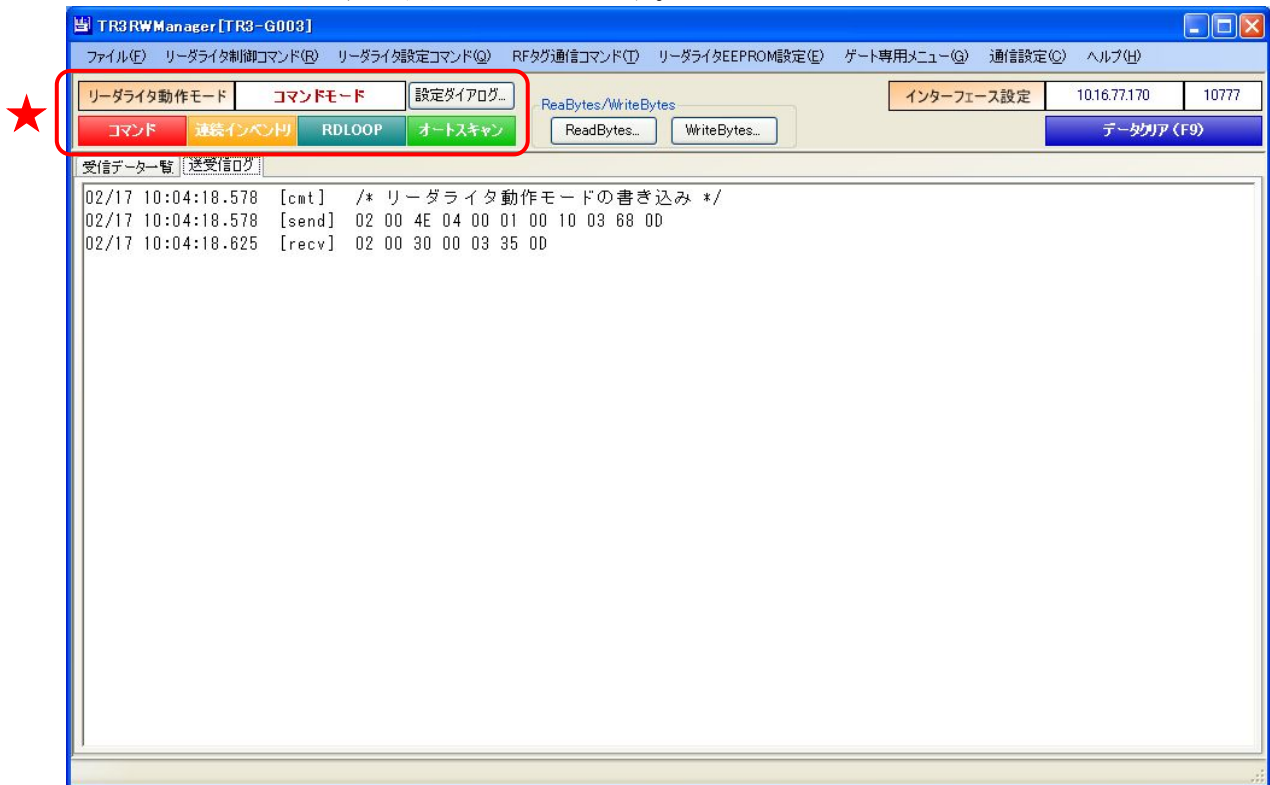 TR3RWManager[TR3-G003]
ファイル(F) リーダライタ制御コマンド(R) リーダライタ設定コマンド(Q) RFタグ通信コマンド(T) リーダライタEEPROM設定(E) ゲート専用メニュー(G) 通信設定(C) ヘルプ(H)
リーダライタ動作モード コマンドモード 設定ダイアログ... ReaBytes/WriteBytes インターフェース設定 10.16.77.170 10777
コマンド 連続インベントリ RDLOOP オートスキャン ReadBytes... WriteBytes... データクリア (F9)
受信データ一覧 送受信ログ
02/17 10:04:18.578 [cmt] /* リーダライタ動作モードの書き込み */
02/17 10:04:18.578 [send] 02 00 4E 04 00 01 00 10 03 68 0D
02/17 10:04:18.625 [recv] 02 00 30 00 03 35 0D